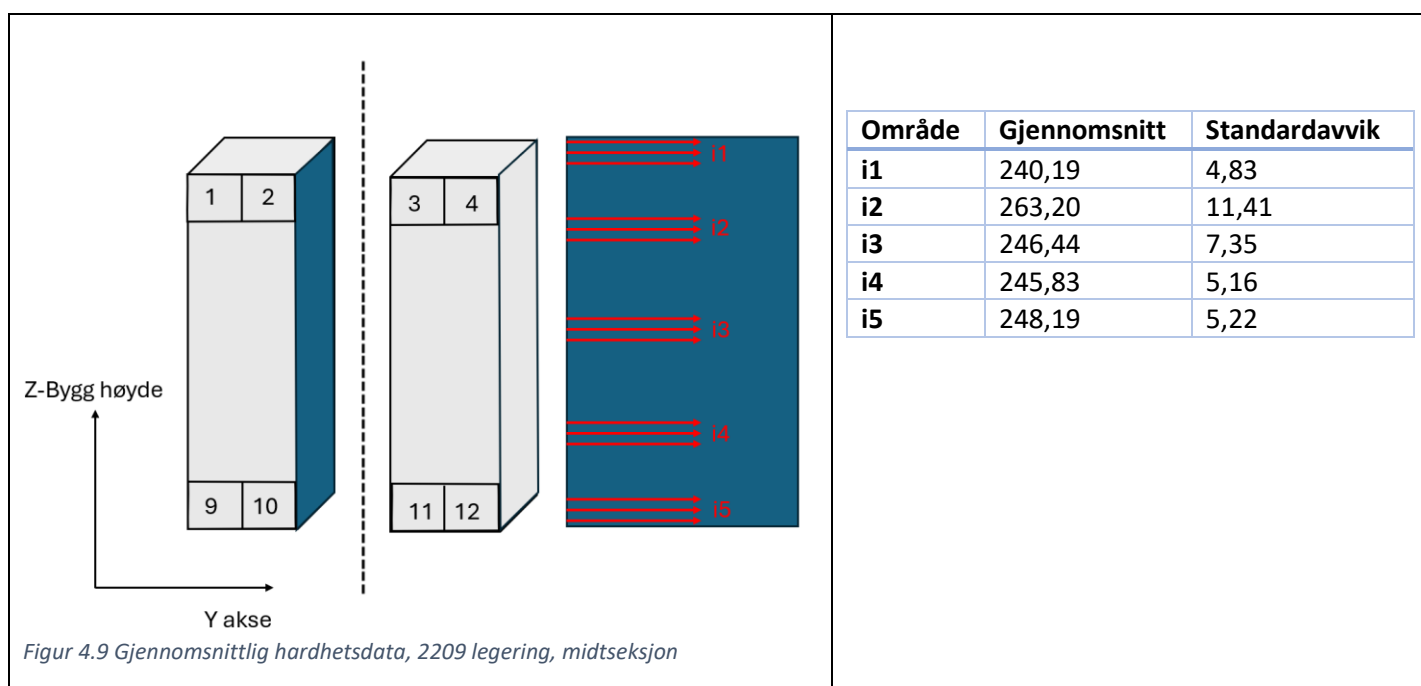 1 2
3 4
i1
i2
i3
i4
i5
Z-Bygg høyde
9 10
11 12
Y akse
Figur 4.9 Gjennomsnittlig hardhetsdata, 2209 legering, midtseksjon
Område Gjennomsnitt Standardavvik
i1 240,19 4,83
i2 263,20 11,41
i3 246,44 7,35
i4 245,83 5,16
i5 248,19 5,22